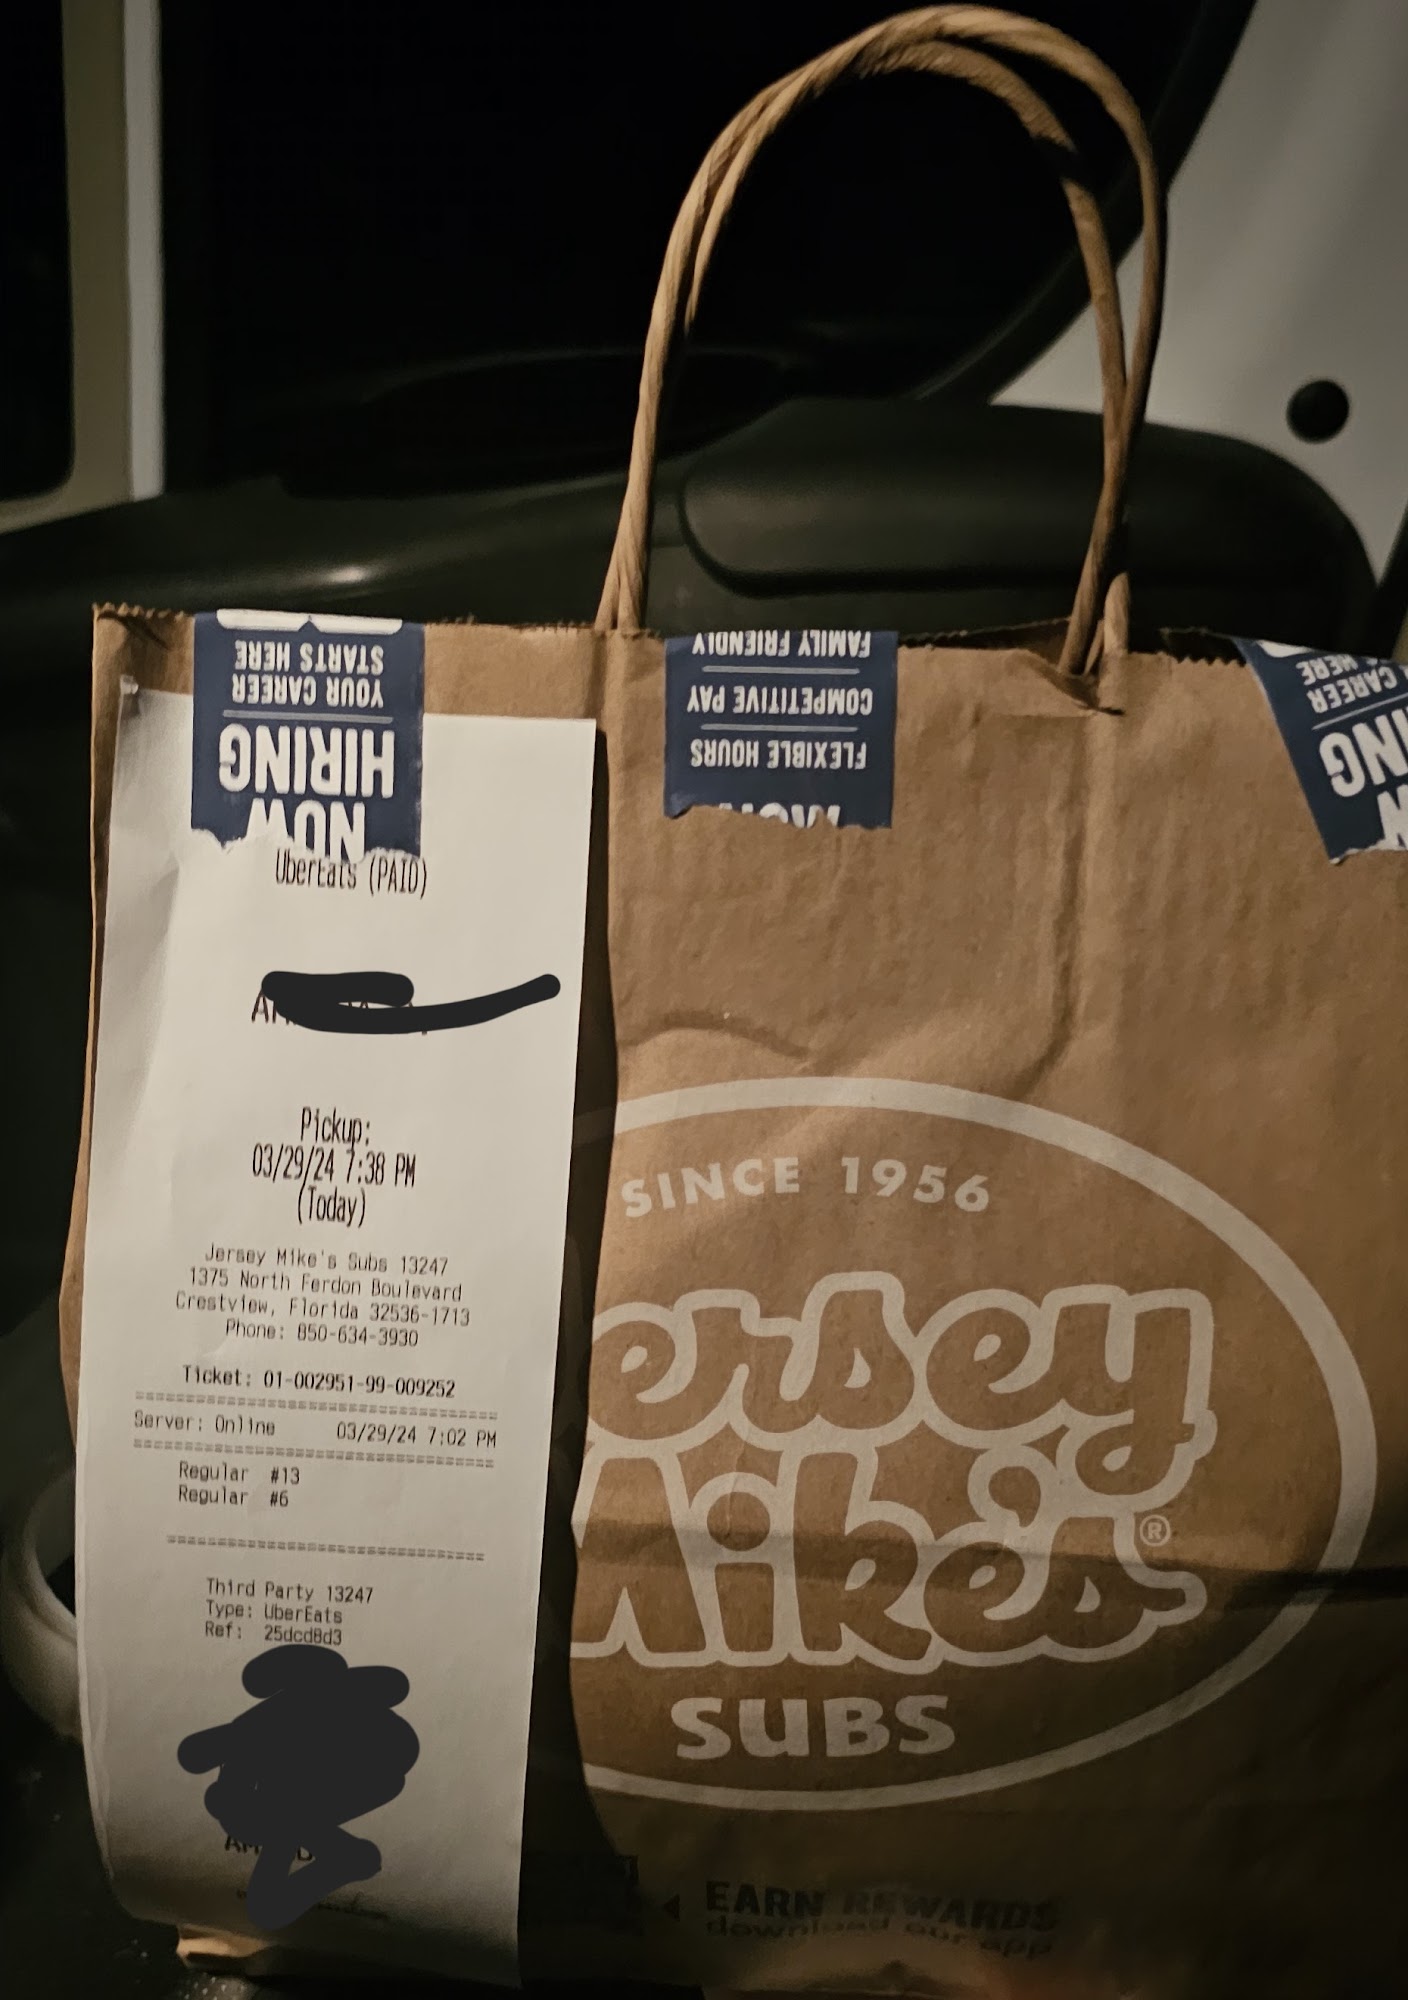 NOW
HIRING
YOUR CAREER
STARTS HERE
FLEXIBLE HOURS
COMPETITIVE PAY
FAMILY FRIENDLY
CAREER
HERE
UberEats (PAID)
Pickup:
03/29/24 7:38 PM
(Today)
Jersey Mike's Subs 13247
1375 North Ferdon Boulevard
Crestview, Florida 32536-1713
Phone: 850-634-3930
Ticket: 01-002951-99-009252
Server: Online 03/29/24 7:02 PM
Regular #13
Regular #6
Third Party 13247
Type: UberEats
Ref: 25dcd8d3
SINCE 1956
ersey
Mike's®
SUBS
EARN REWARDS
download our app